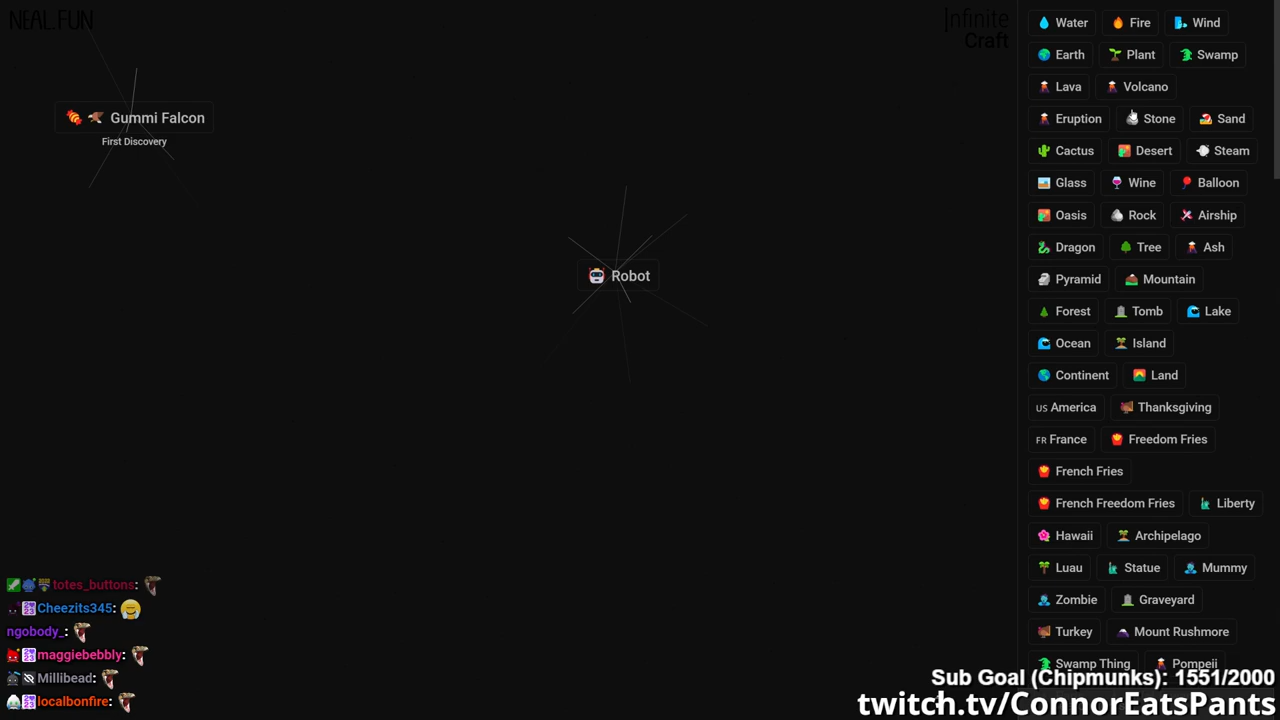 NEAL.FUN
Infinite
Craft
Gummi Falcon
First Discovery
Robot
Water Fire Wind
Earth Plant Swamp
Lava Volcano
Eruption Stone Sand
Cactus Desert Steam
Glass Wine Balloon
Oasis Rock Airship
Dragon Tree Ash
Pyramid Mountain
Forest Tomb Lake
Ocean Island
Continent Land
US America Thanksgiving
FR France Freedom Fries
French Fries
French Freedom Fries Liberty
Hawaii Archipelago
Luau Statue Mummy
Zombie Graveyard
Turkey Mount Rushmore
Swamp Thing Pompeii
totes_buttons:
Cheezits345:
ngobody_:
maggiebebbly:
Millibead:
localbonfire:
Sub Goal (Chipmunks): 1551/2000
twitch.tv/ConnorEatsPants